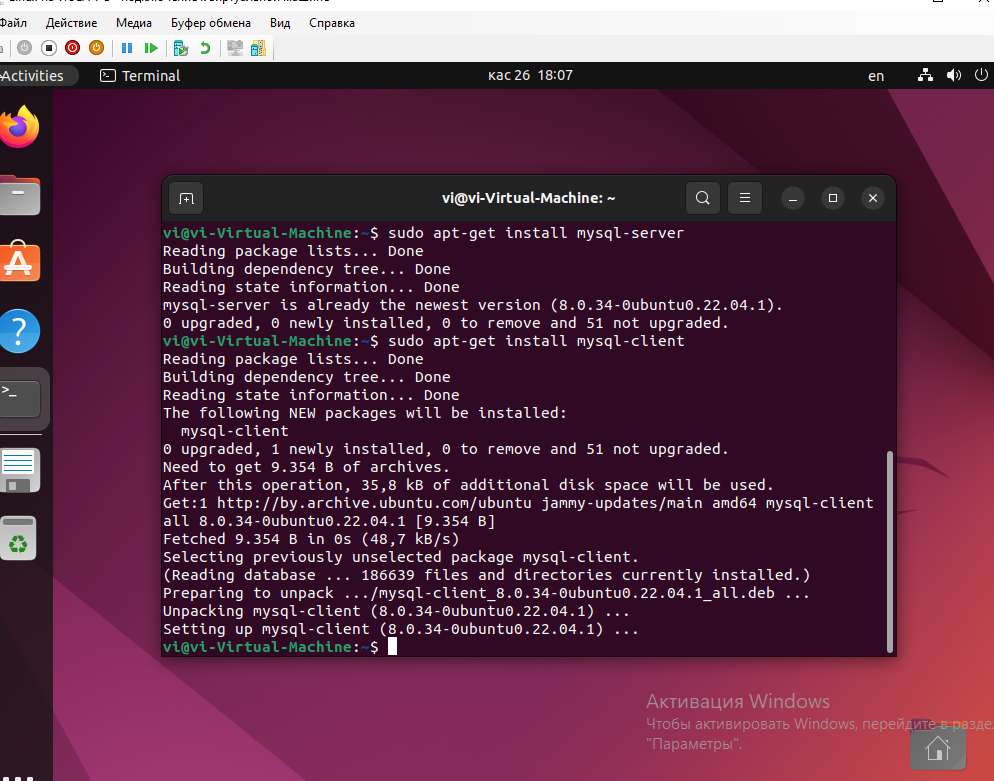 Файл Действие Медиа Буфер обмена Вид Справка
Activities Terminal кас 26 18:07 en
vi@vi-Virtual-Machine: ~
vi@vi-Virtual-Machine:~$ sudo apt-get install mysql-server
Reading package lists... Done
Building dependency tree... Done
Reading state information... Done
mysql-server is already the newest version (8.0.34-0ubuntu0.22.04.1).
0 upgraded, 0 newly installed, 0 to remove and 51 not upgraded.
vi@vi-Virtual-Machine:~$ sudo apt-get install mysql-client
Reading package lists... Done
Building dependency tree... Done
Reading state information... Done
The following NEW packages will be installed:
mysql-client
0 upgraded, 1 newly installed, 0 to remove and 51 not upgraded.
Need to get 9.354 B of archives.
After this operation, 35,8 kB of additional disk space will be used.
Get:1 http://by.archive.ubuntu.com/ubuntu jammy-updates/main amd64 mysql-client
all 8.0.34-0ubuntu0.22.04.1 [9.354 B]
Fetched 9.354 B in 0s (48,7 kB/s)
Selecting previously unselected package mysql-client.
(Reading database ... 186639 files and directories currently installed.)
Preparing to unpack .../mysql-client_8.0.34-0ubuntu0.22.04.1_all.deb ...
Unpacking mysql-client (8.0.34-0ubuntu0.22.04.1) ...
Setting up mysql-client (8.0.34-0ubuntu0.22.04.1) ...
vi@vi-Virtual-Machine:~$
Активация Windows
Чтобы активировать Windows, перейдите в разде
"Параметры".